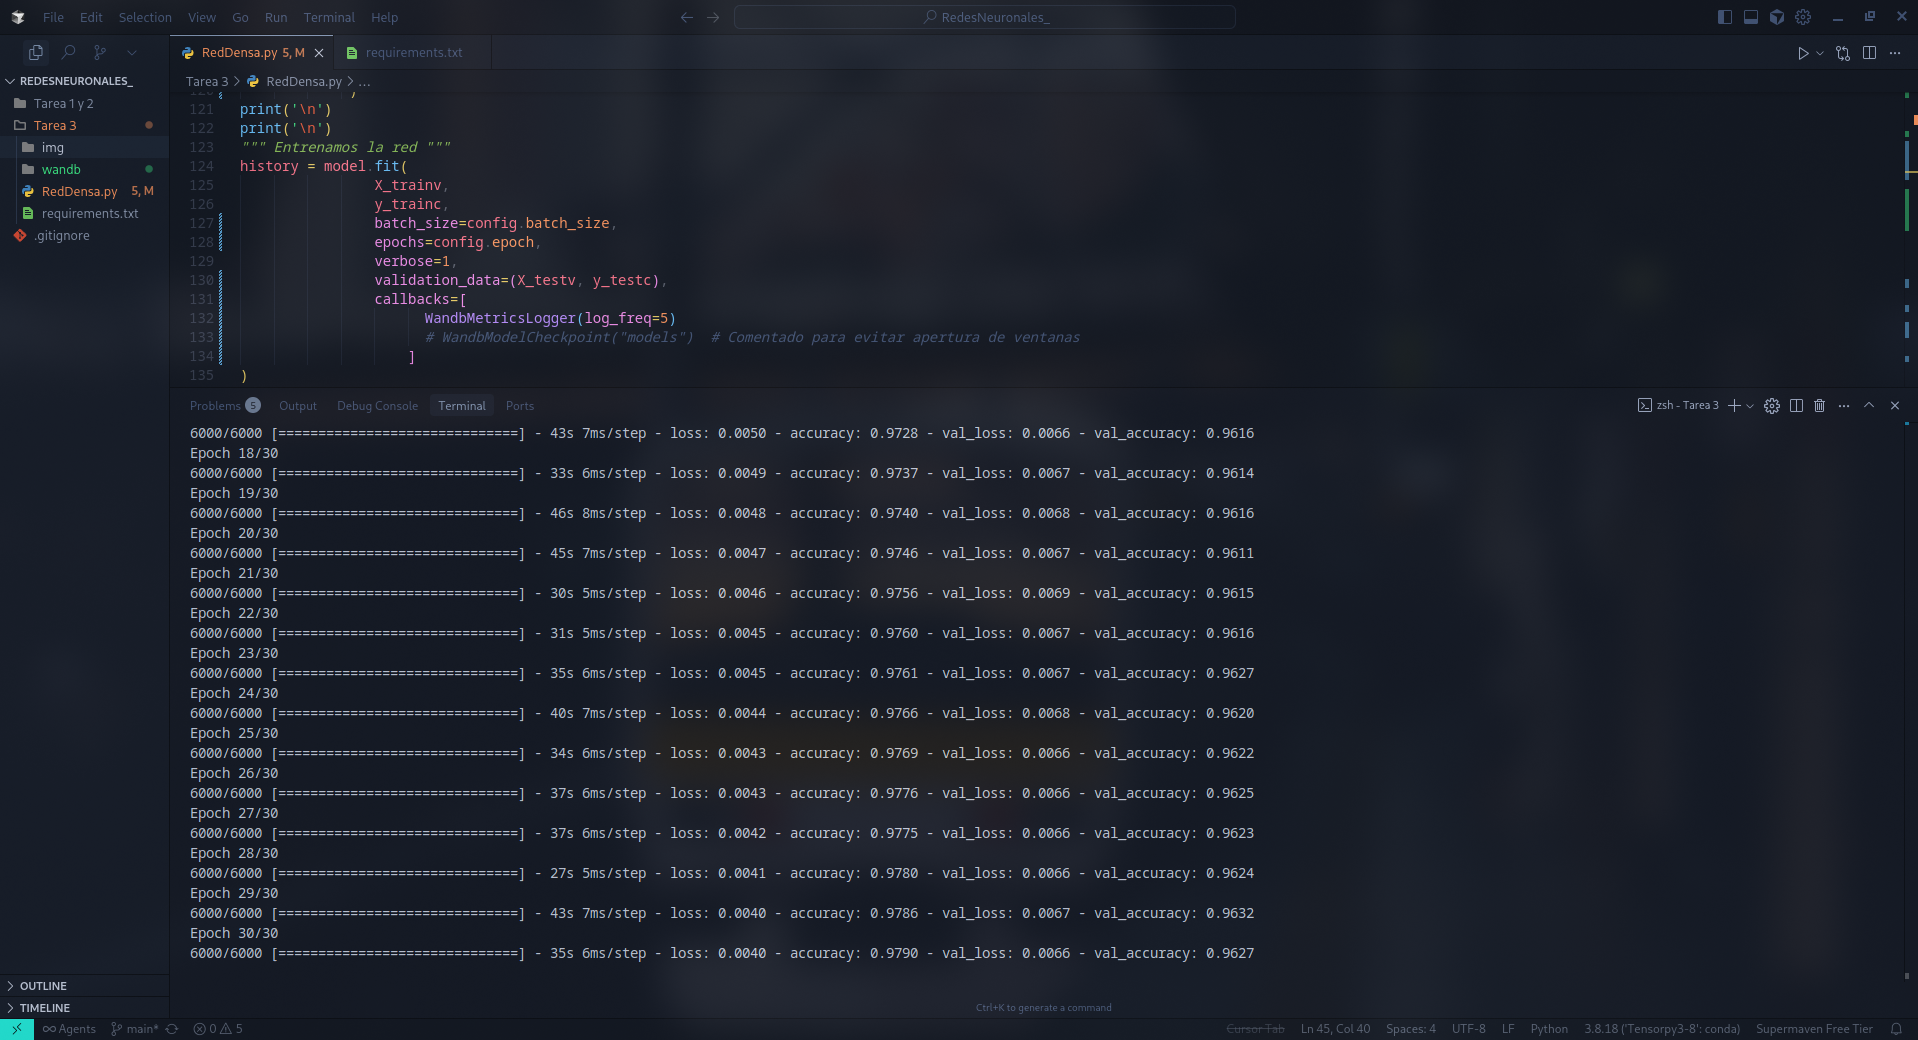 File Edit Selection View Go Run Terminal Help
RedesNeuronales_
RedDensa.py 5, M
requirements.txt
REDESNEURONALES_
Tarea 1 y 2
Tarea 3
img
wandb
RedDensa.py 5, M
requirements.txt
.gitignore
OUTLINE
TIMELINE
Tarea 3 > RedDensa.py > ...
121 print('\n')
122 print('\n')
123 """ Entrenamos la red """
124 history = model.fit(
125 X_trainv,
126 y_trainc,
127 batch_size=config.batch_size,
128 epochs=config.epoch,
129 verbose=1,
130 validation_data=(X_testv, y_testc),
131 callbacks=[
132 WandbMetricsLogger(log_freq=5)
133 # WandbModelCheckpoint("models")  # Comentado para evitar apertura de ventanas
134 ]
135 )
Problems 5 Output Debug Console Terminal Ports
zsh - Tarea 3
6000/6000 [==============================] - 43s 7ms/step - loss: 0.0050 - accuracy: 0.9728 - val_loss: 0.0066 - val_accuracy: 0.9616
Epoch 18/30
6000/6000 [==============================] - 33s 6ms/step - loss: 0.0049 - accuracy: 0.9737 - val_loss: 0.0067 - val_accuracy: 0.9614
Epoch 19/30
6000/6000 [==============================] - 46s 8ms/step - loss: 0.0048 - accuracy: 0.9740 - val_loss: 0.0068 - val_accuracy: 0.9616
Epoch 20/30
6000/6000 [==============================] - 45s 7ms/step - loss: 0.0047 - accuracy: 0.9746 - val_loss: 0.0067 - val_accuracy: 0.9611
Epoch 21/30
6000/6000 [==============================] - 30s 5ms/step - loss: 0.0046 - accuracy: 0.9756 - val_loss: 0.0069 - val_accuracy: 0.9615
Epoch 22/30
6000/6000 [==============================] - 31s 5ms/step - loss: 0.0045 - accuracy: 0.9760 - val_loss: 0.0067 - val_accuracy: 0.9616
Epoch 23/30
6000/6000 [==============================] - 35s 6ms/step - loss: 0.0045 - accuracy: 0.9761 - val_loss: 0.0067 - val_accuracy: 0.9627
Epoch 24/30
6000/6000 [==============================] - 40s 7ms/step - loss: 0.0044 - accuracy: 0.9766 - val_loss: 0.0068 - val_accuracy: 0.9620
Epoch 25/30
6000/6000 [==============================] - 34s 6ms/step - loss: 0.0043 - accuracy: 0.9769 - val_loss: 0.0066 - val_accuracy: 0.9622
Epoch 26/30
6000/6000 [==============================] - 37s 6ms/step - loss: 0.0043 - accuracy: 0.9776 - val_loss: 0.0066 - val_accuracy: 0.9625
Epoch 27/30
6000/6000 [==============================] - 37s 6ms/step - loss: 0.0042 - accuracy: 0.9775 - val_loss: 0.0066 - val_accuracy: 0.9623
Epoch 28/30
6000/6000 [==============================] - 27s 5ms/step - loss: 0.0041 - accuracy: 0.9780 - val_loss: 0.0066 - val_accuracy: 0.9624
Epoch 29/30
6000/6000 [==============================] - 43s 7ms/step - loss: 0.0040 - accuracy: 0.9786 - val_loss: 0.0067 - val_accuracy: 0.9632
Epoch 30/30
6000/6000 [==============================] - 35s 6ms/step - loss: 0.0040 - accuracy: 0.9790 - val_loss: 0.0066 - val_accuracy: 0.9627
Ctrl+K to generate a command
Agents main* 0 5
Cursor Tab Ln 45, Col 40 Spaces: 4 UTF-8 LF Python 3.8.18 ('Tensorpy3-8': conda) Supermaven Free Tier